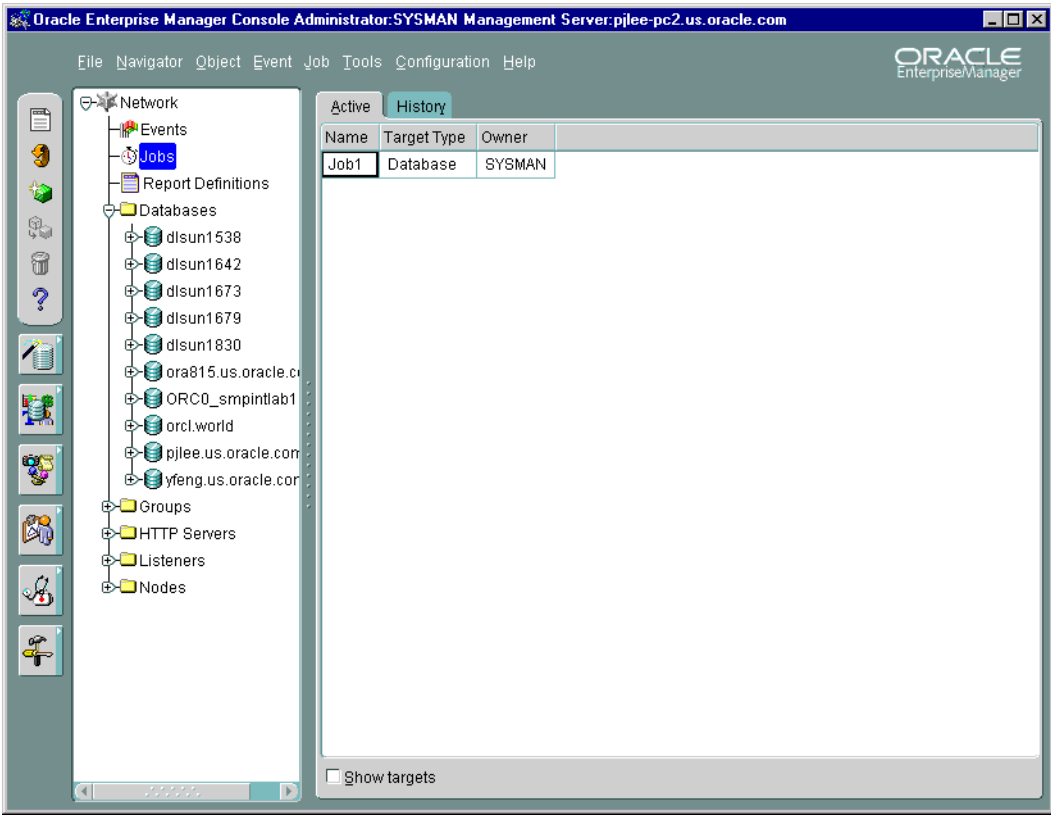 Oracle Enterprise Manager Console Administrator:SYSMAN Management Server:pjlee-pc2.us.oracle.com
File Navigator Object Event Job Tools Configuration Help
ORACLE
EnterpriseManager
Network
Events
Jobs
Report Definitions
Databases
dlsun1538
dlsun1642
dlsun1673
dlsun1679
dlsun1830
ora815.us.oracle.c
ORC0_smpintlab1
orcl.world
pjlee.us.oracle.com
yfeng.us.oracle.cor
Groups
HTTP Servers
Listeners
Nodes
Active History
Name Target Type Owner
Job1 Database SYSMAN
Show targets